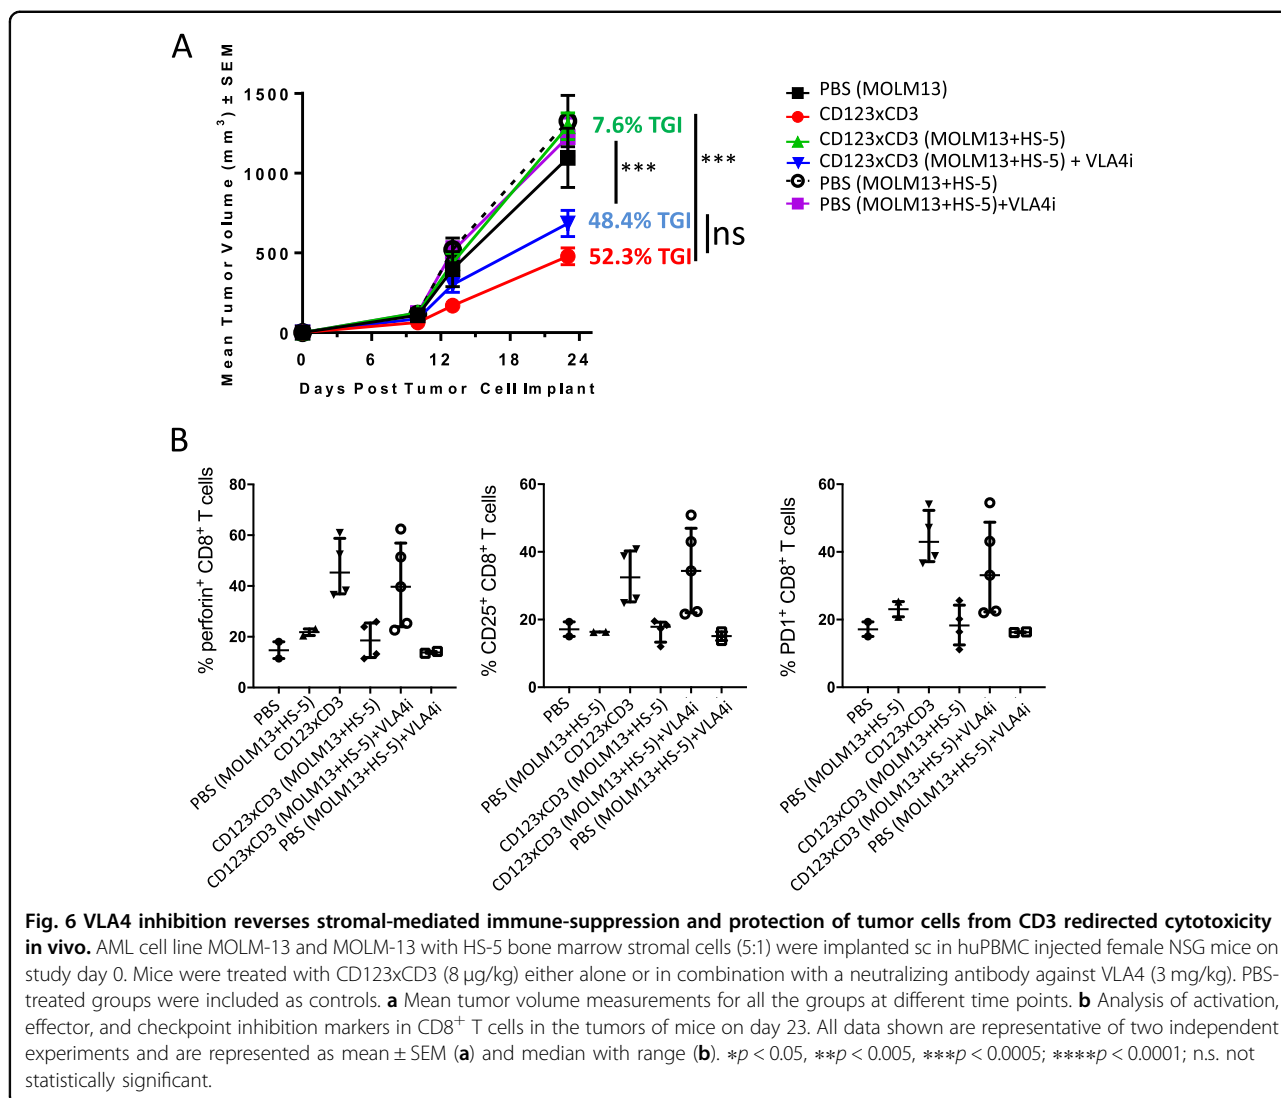 A
Mean Tumor Volume (mm³) ± SEM
1500
1000
500
0
0 6 12 18 24
Days Post Tumor Cell Implant
7.6% TGI
***
***
48.4% TGI
ns
52.3% TGI
PBS (MOLM13)
CD123xCD3
CD123xCD3 (MOLM13+HS-5)
CD123xCD3 (MOLM13+HS-5) + VLA4i
PBS (MOLM13+HS-5)
PBS (MOLM13+HS-5)+VLA4i
B
% perforin⁺ CD8⁺ T cells
80
60
40
20
0
PBS
PBS (MOLM13+HS-5)
CD123xCD3
CD123xCD3 (MOLM13+HS-5)
CD123xCD3 (MOLM13+HS-5)+VLA4i
PBS (MOLM13+HS-5)+VLA4i
% CD25⁺ CD8⁺ T cells
60
40
20
0
PBS
PBS (MOLM13+HS-5)
CD123xCD3
CD123xCD3 (MOLM13+HS-5)
CD123xCD3 (MOLM13+HS-5)+VLA4i
PBS (MOLM13+HS-5)+VLA4i
% PD1⁺ CD8⁺ T cells
60
40
20
0
PBS
PBS (MOLM13+HS-5)
CD123xCD3
CD123xCD3 (MOLM13+HS-5)
CD123xCD3 (MOLM13+HS-5)+VLA4i
PBS (MOLM13+HS-5)+VLA4i
Fig. 6 VLA4 inhibition reverses stromal-mediated immune-suppression and protection of tumor cells from CD3 redirected cytotoxicity
in vivo. AML cell line MOLM-13 and MOLM-13 with HS-5 bone marrow stromal cells (5:1) were implanted sc in huPBMC injected female NSG mice on
study day 0. Mice were treated with CD123xCD3 (8 µg/kg) either alone or in combination with a neutralizing antibody against VLA4 (3 mg/kg). PBS-
treated groups were included as controls. a Mean tumor volume measurements for all the groups at different time points. b Analysis of activation,
effector, and checkpoint inhibition markers in CD8⁺ T cells in the tumors of mice on day 23. All data shown are representative of two independent
experiments and are represented as mean ± SEM (a) and median with range (b). *p < 0.05, **p < 0.005, ***p < 0.0005; ****p < 0.0001; n.s. not
statistically significant.